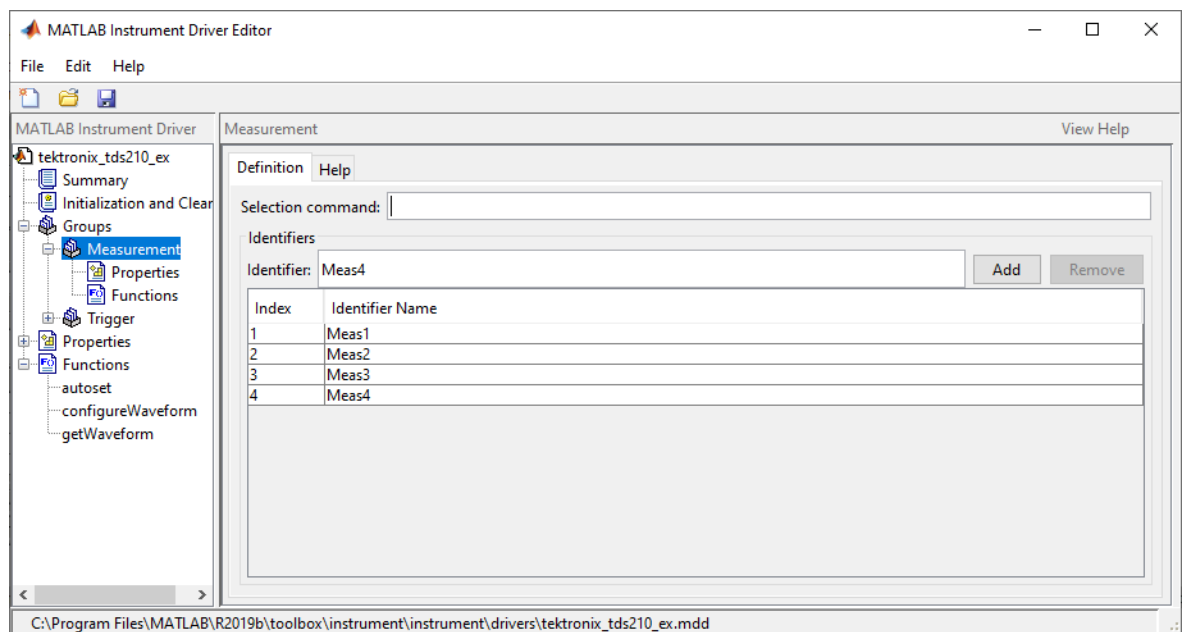 MATLAB Instrument Driver Editor
File Edit Help
MATLAB Instrument Driver
Measurement View Help
tektronix_tds210_ex
Summary
Initialization and Clear
Groups
Measurement
Properties
Functions
Trigger
Properties
Functions
autoset
configureWaveform
getWaveform
Definition Help
Selection command:
Identifiers
Identifier: Meas4 Add Remove
Index Identifier Name
1 Meas1
2 Meas2
3 Meas3
4 Meas4
C:\Program Files\MATLAB\R2019b\toolbox\instrument\instrument\drivers\tektronix_tds210_ex.mdd